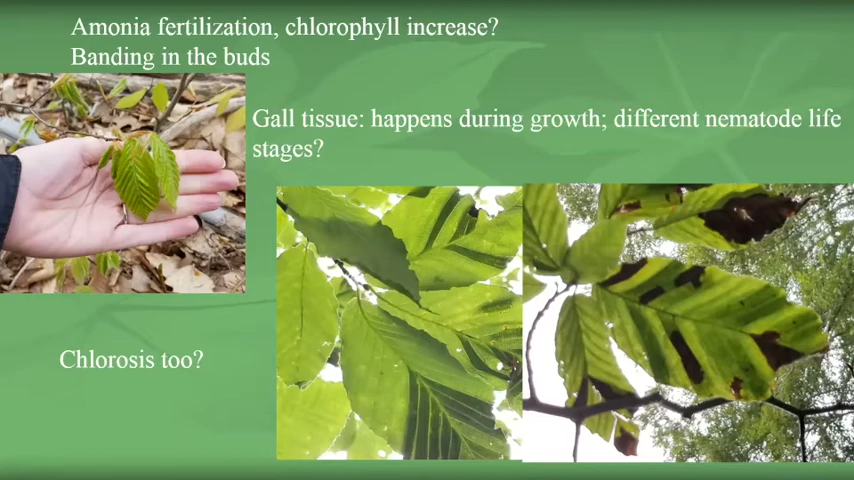 Amonia fertilization, chlorophyll increase?
Banding in the buds
Gall tissue: happens during growth; different nematode life
stages?
Chlorosis too?